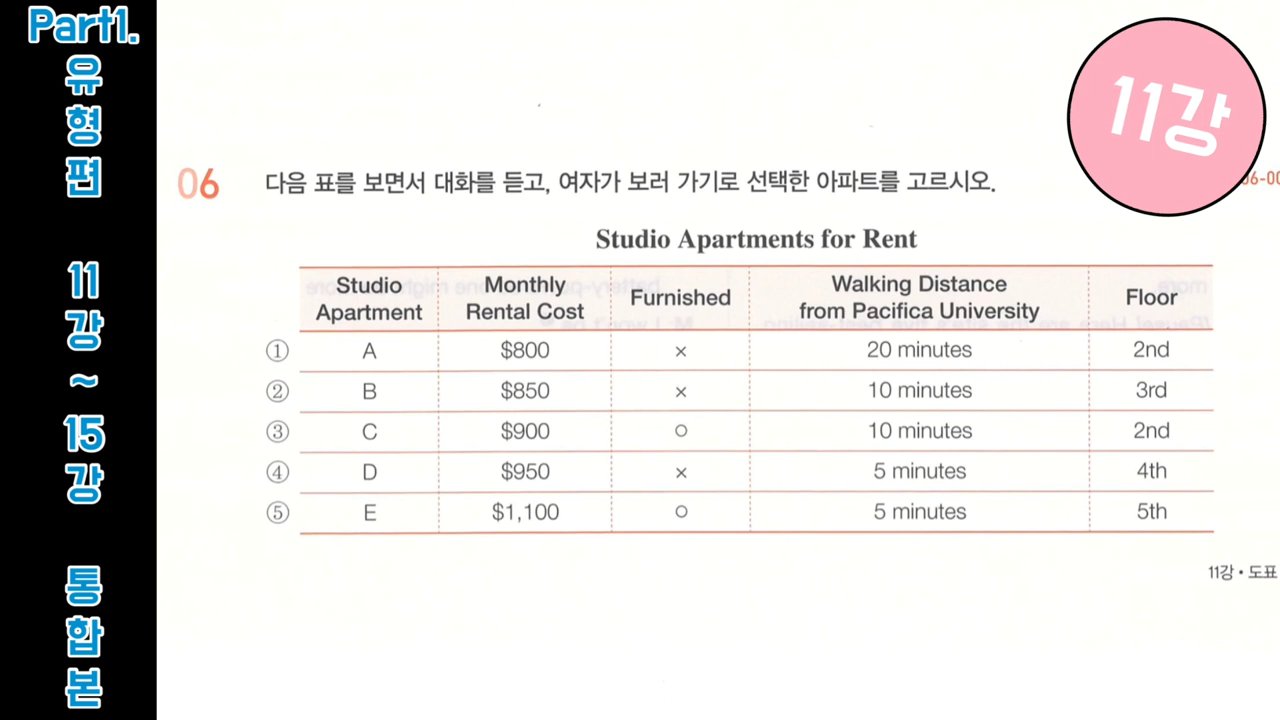 Part1.
유
형
편
11
강
~
15
강
통
합
본
11강
06 다음 표를 보면서 대화를 듣고, 여자가 보러 가기로 선택한 아파트를 고르시오.
06-00
Studio Apartments for Rent
Studio Apartment Monthly Rental Cost Furnished Walking Distance from Pacifica University Floor
① A $800 × 20 minutes 2nd
② B $850 × 10 minutes 3rd
③ C $900 ○ 10 minutes 2nd
④ D $950 × 5 minutes 4th
⑤ E $1,100 ○ 5 minutes 5th
11강 • 도표